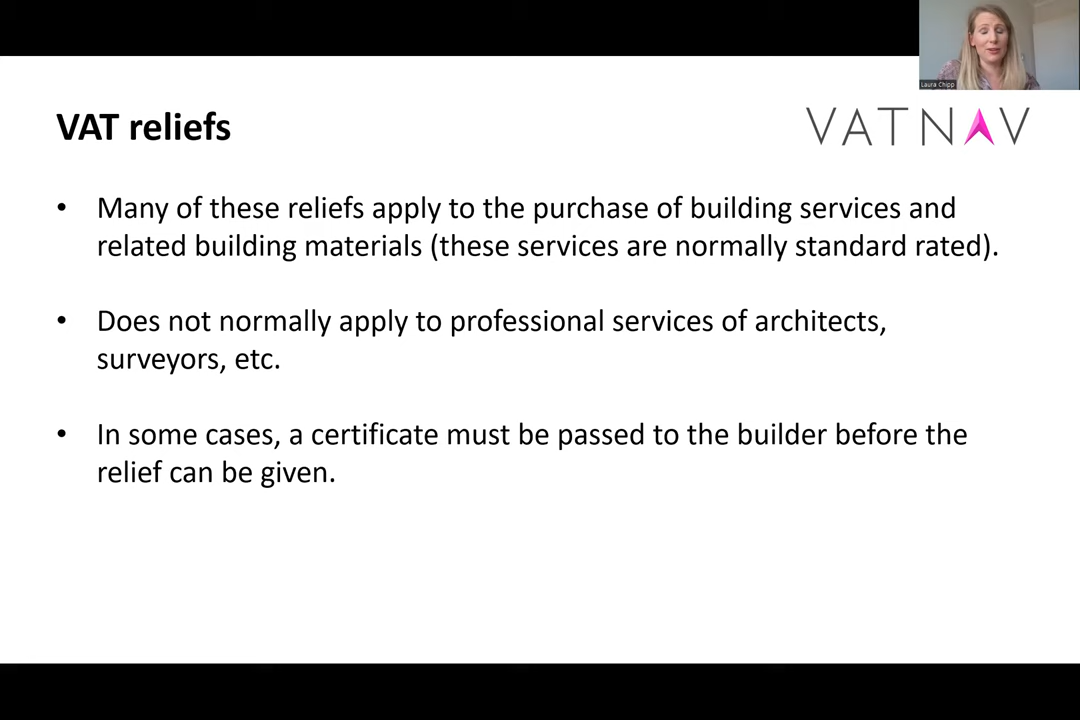 Laura Chipp
VAT reliefs
VATNAV
• Many of these reliefs apply to the purchase of building services and
related building materials (these services are normally standard rated).
• Does not normally apply to professional services of architects,
surveyors, etc.
• In some cases, a certificate must be passed to the builder before the
relief can be given.